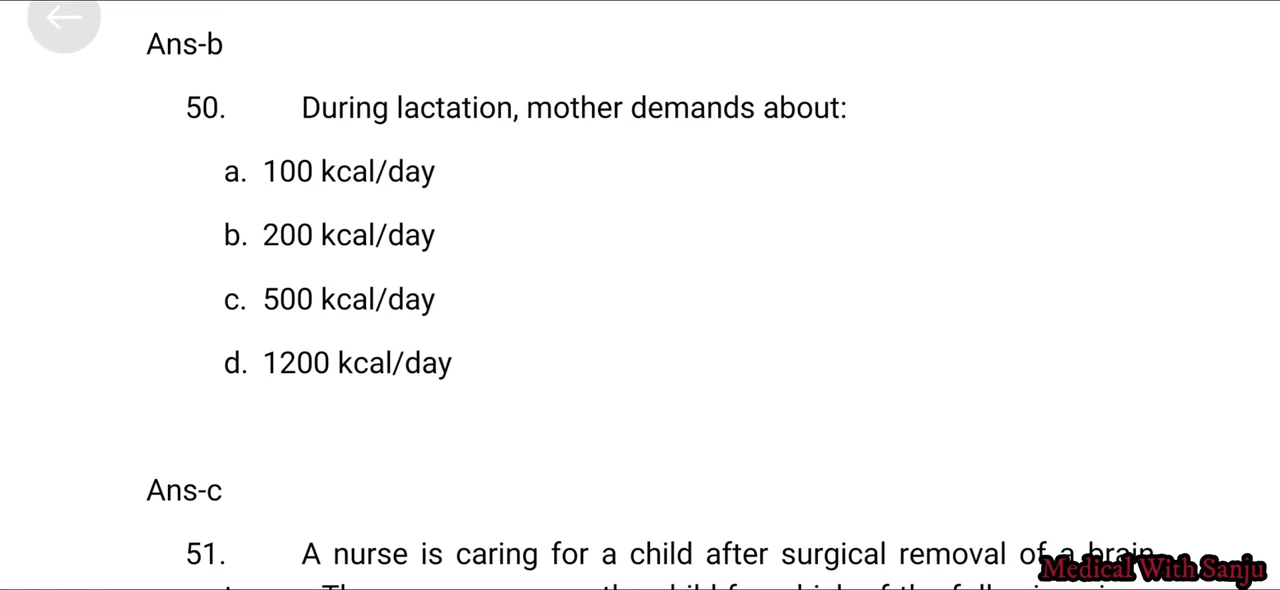 Ans-b
50. During lactation, mother demands about:
a. 100 kcal/day
b. 200 kcal/day
c. 500 kcal/day
d. 1200 kcal/day
Ans-c
51. A nurse is caring for a child after surgical removal of a brain
Medical With Sanju